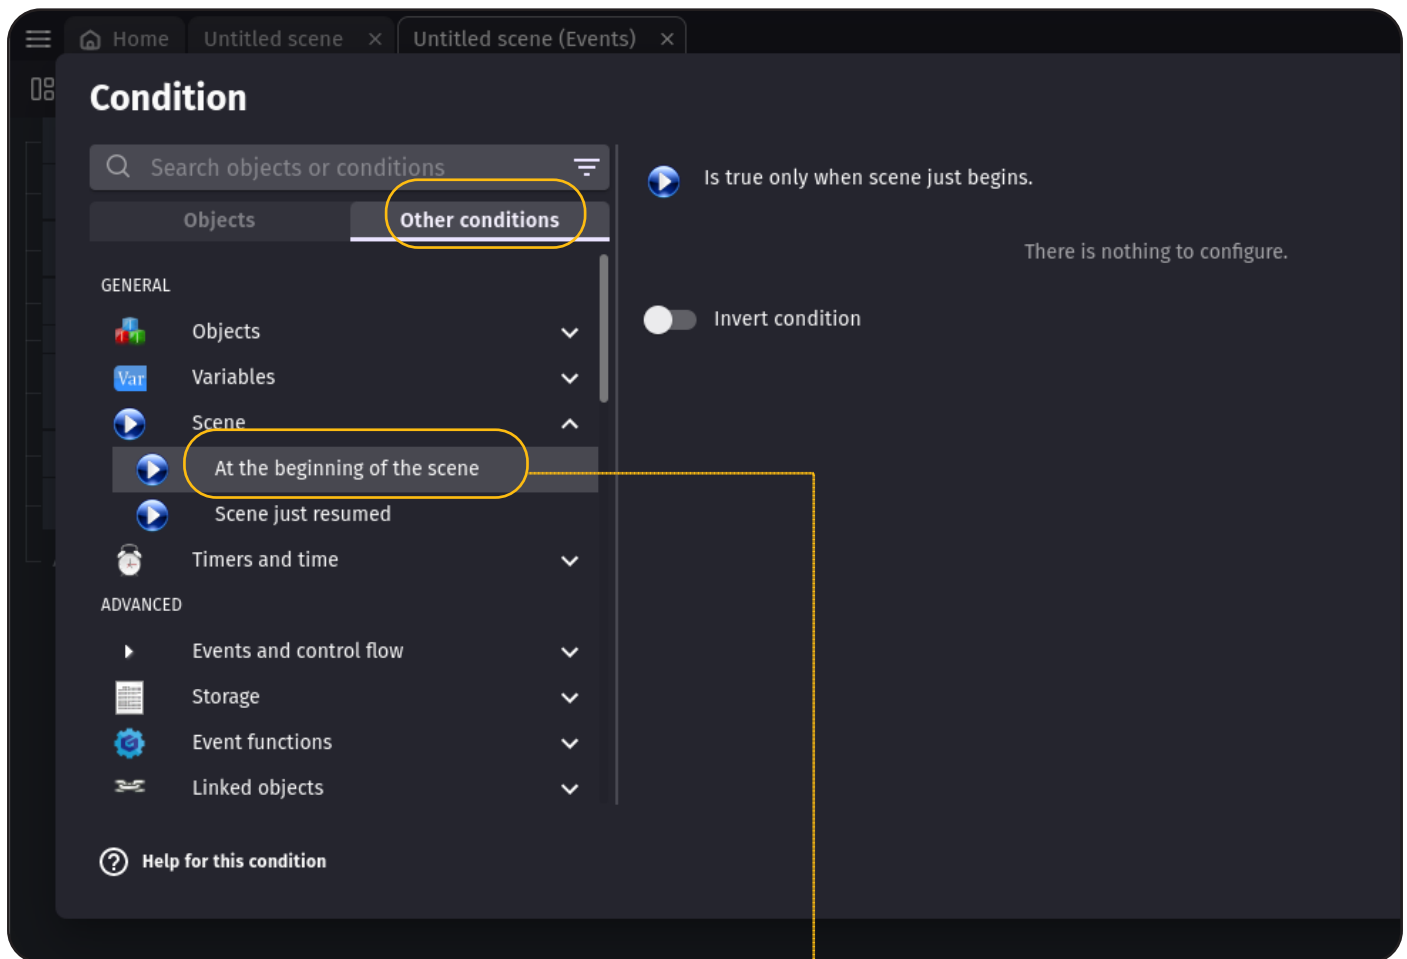 Home
Untitled scene
Untitled scene (Events)
Condition
Search objects or conditions
Objects
Other conditions
GENERAL
Objects
Var
Variables
Scene
At the beginning of the scene
Scene just resumed
Timers and time
ADVANCED
Events and control flow
Storage
Event functions
Linked objects
Help for this condition
Is true only when scene just begins.
There is nothing to configure.
Invert condition